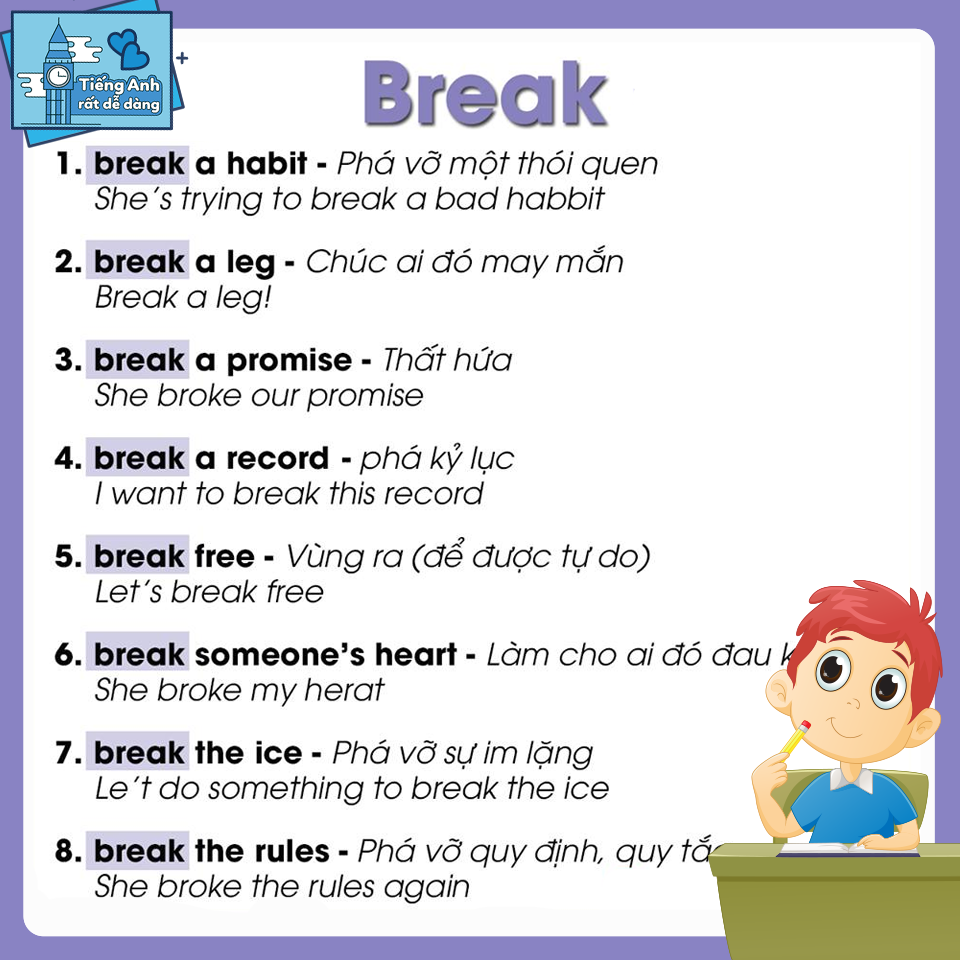 Tiếng Anh
rất dễ dàng
Break
1. break a habit - Phá vỡ một thói quen
She's trying to break a bad habbit
2. break a leg - Chúc ai đó may mắn
Break a leg!
3. break a promise - Thất hứa
She broke our promise
4. break a record - phá kỷ lục
I want to break this record
5. break free - Vùng ra (để được tự do)
Let's break free
6. break someone's heart - Làm cho ai đó đau
She broke my herat
7. break the ice - Phá vỡ sự im lặng
Le't do something to break the ice
8. break the rules - Phá vỡ quy định, quy
She broke the rules again